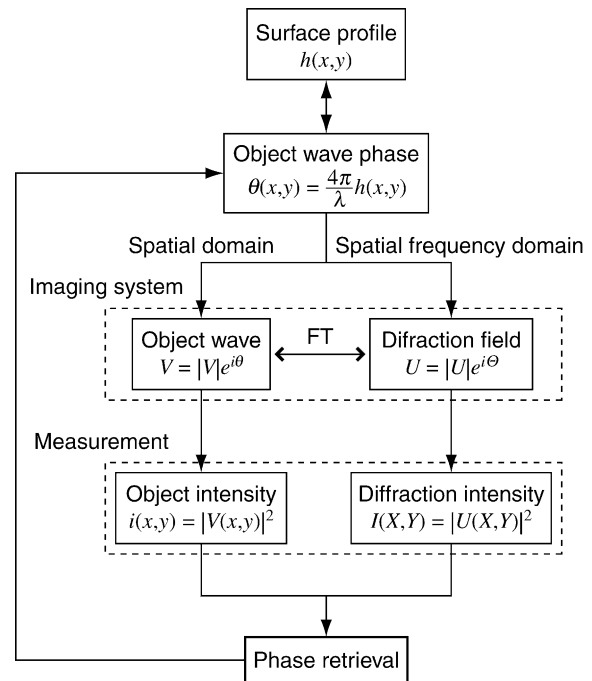 Surface profile
h(x,y)
Object wave phase
θ(x,y) = 4π/λ h(x,y)
Spatial domain
Spatial frequency domain
Imaging system
Object wave
V = |V|e^{iθ}
FT
Difraction field
U = |U|e^{iΘ}
Measurement
Object intensity
i(x,y) = |V(x,y)|²
Diffraction intensity
I(X,Y) = |U(X,Y)|²
Phase retrieval